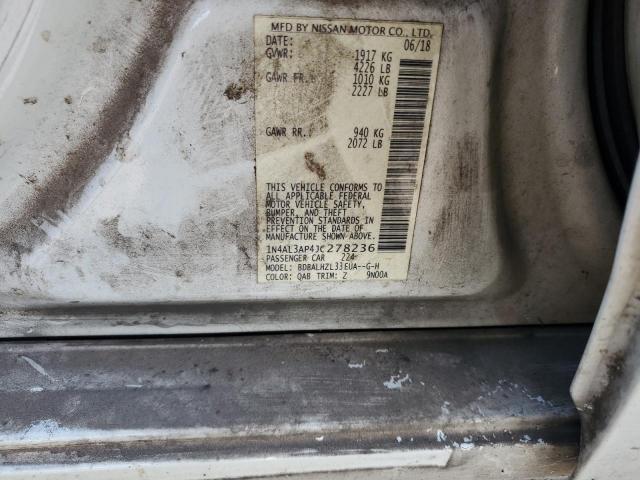 MFD BY NISSAN MOTOR CO., LTD.
DATE: 06/18
GVWR: 1917 KG
4226 LB
GAWR FR.: 1010 KG
2227 LB
GAWR RR.: 940 KG
2072 LB
THIS VEHICLE CONFORMS TO
ALL APPLICABLE FEDERAL
MOTOR VEHICLE SAFETY,
BUMPER, AND THEFT
PREVENTION STANDARDS IN
EFFECT ON THE DATE OF
MANUFACTURE SHOWN ABOVE.
1N4AL3AP4JC278236
PASSENGER CAR 224
MODEL: BDBALHZL33EUA--G-H
COLOR: QAB TRIM: Z 9N00A